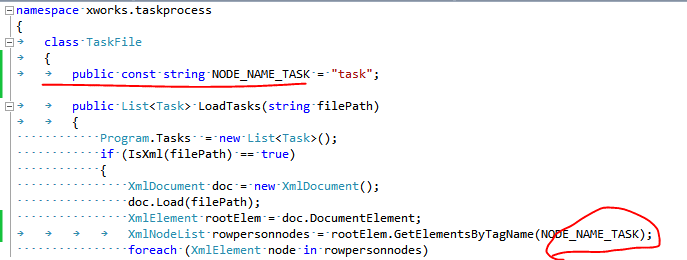 namespace xworks.taskprocess
{
class TaskFile
{
public const string NODE_NAME_TASK = "task";
public List<Task> LoadTasks(string filePath)
{
Program.Tasks = new List<Task>();
if (IsXml(filePath) == true)
{
XmlDocument doc = new XmlDocument();
doc.Load(filePath);
XmlElement rootElem = doc.DocumentElement;
XmlNodeList rowpersonnodes = rootElem.GetElementsByTagName(NODE_NAME_TASK);
foreach (XmlElement node in rowpersonnodes)